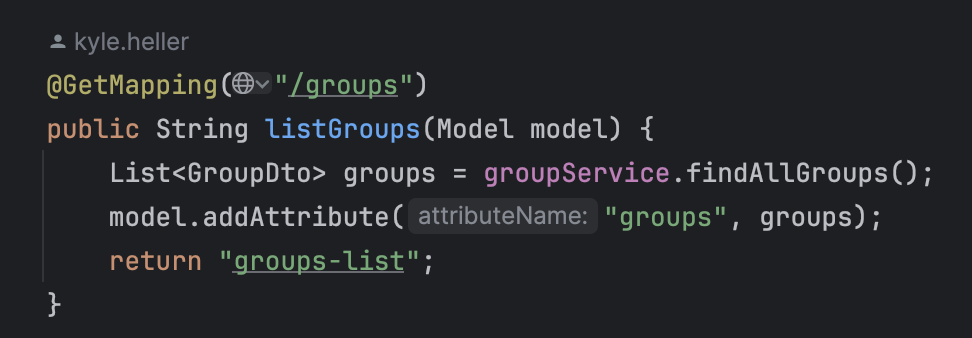 kyle.heller
@GetMapping("/groups")
public String listGroups(Model model) {
List<GroupDto> groups = groupService.findAllGroups();
model.addAttribute( attributeName: "groups", groups);
return "groups-list";
}